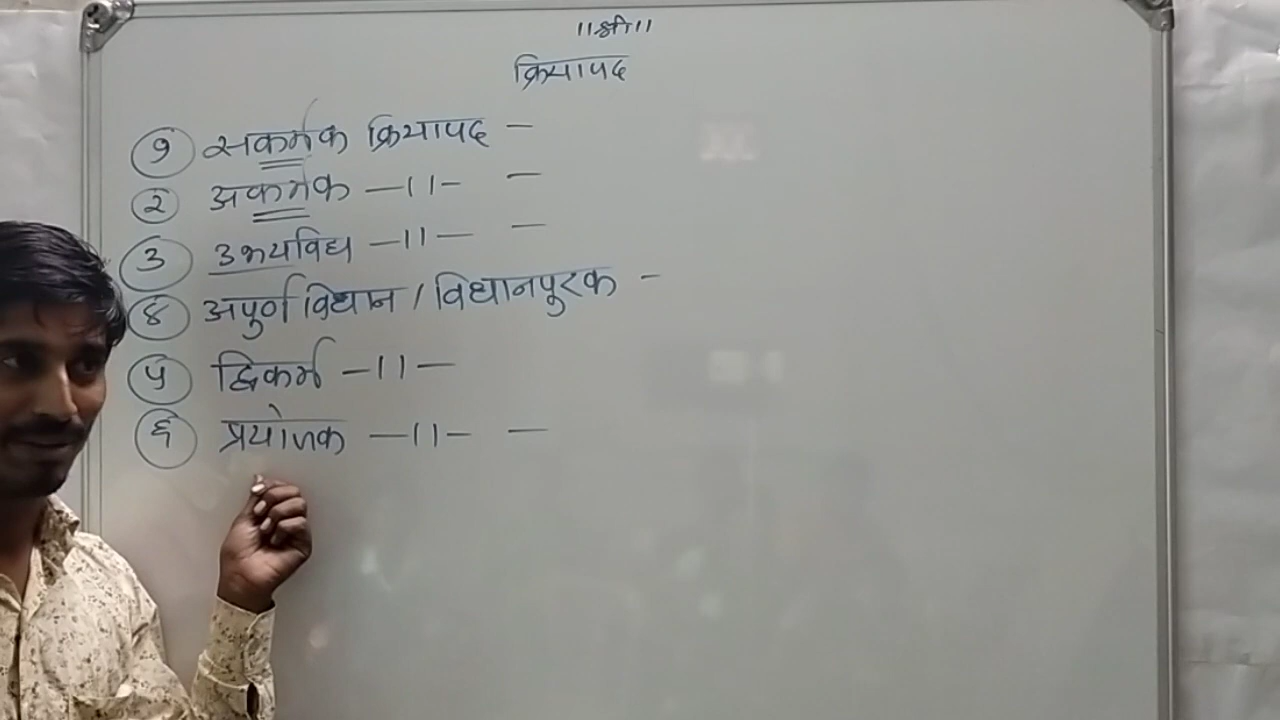 ।।श्री।।
क्रियापद
१ सकर्मक क्रियापद –
२ अकर्मक –।।– –
३ उभयविध –।।– –
४ अपुर्ण विधान / विधानपुरक –
५ द्विकर्म –।।–
६ प्रयोजक –।।– –